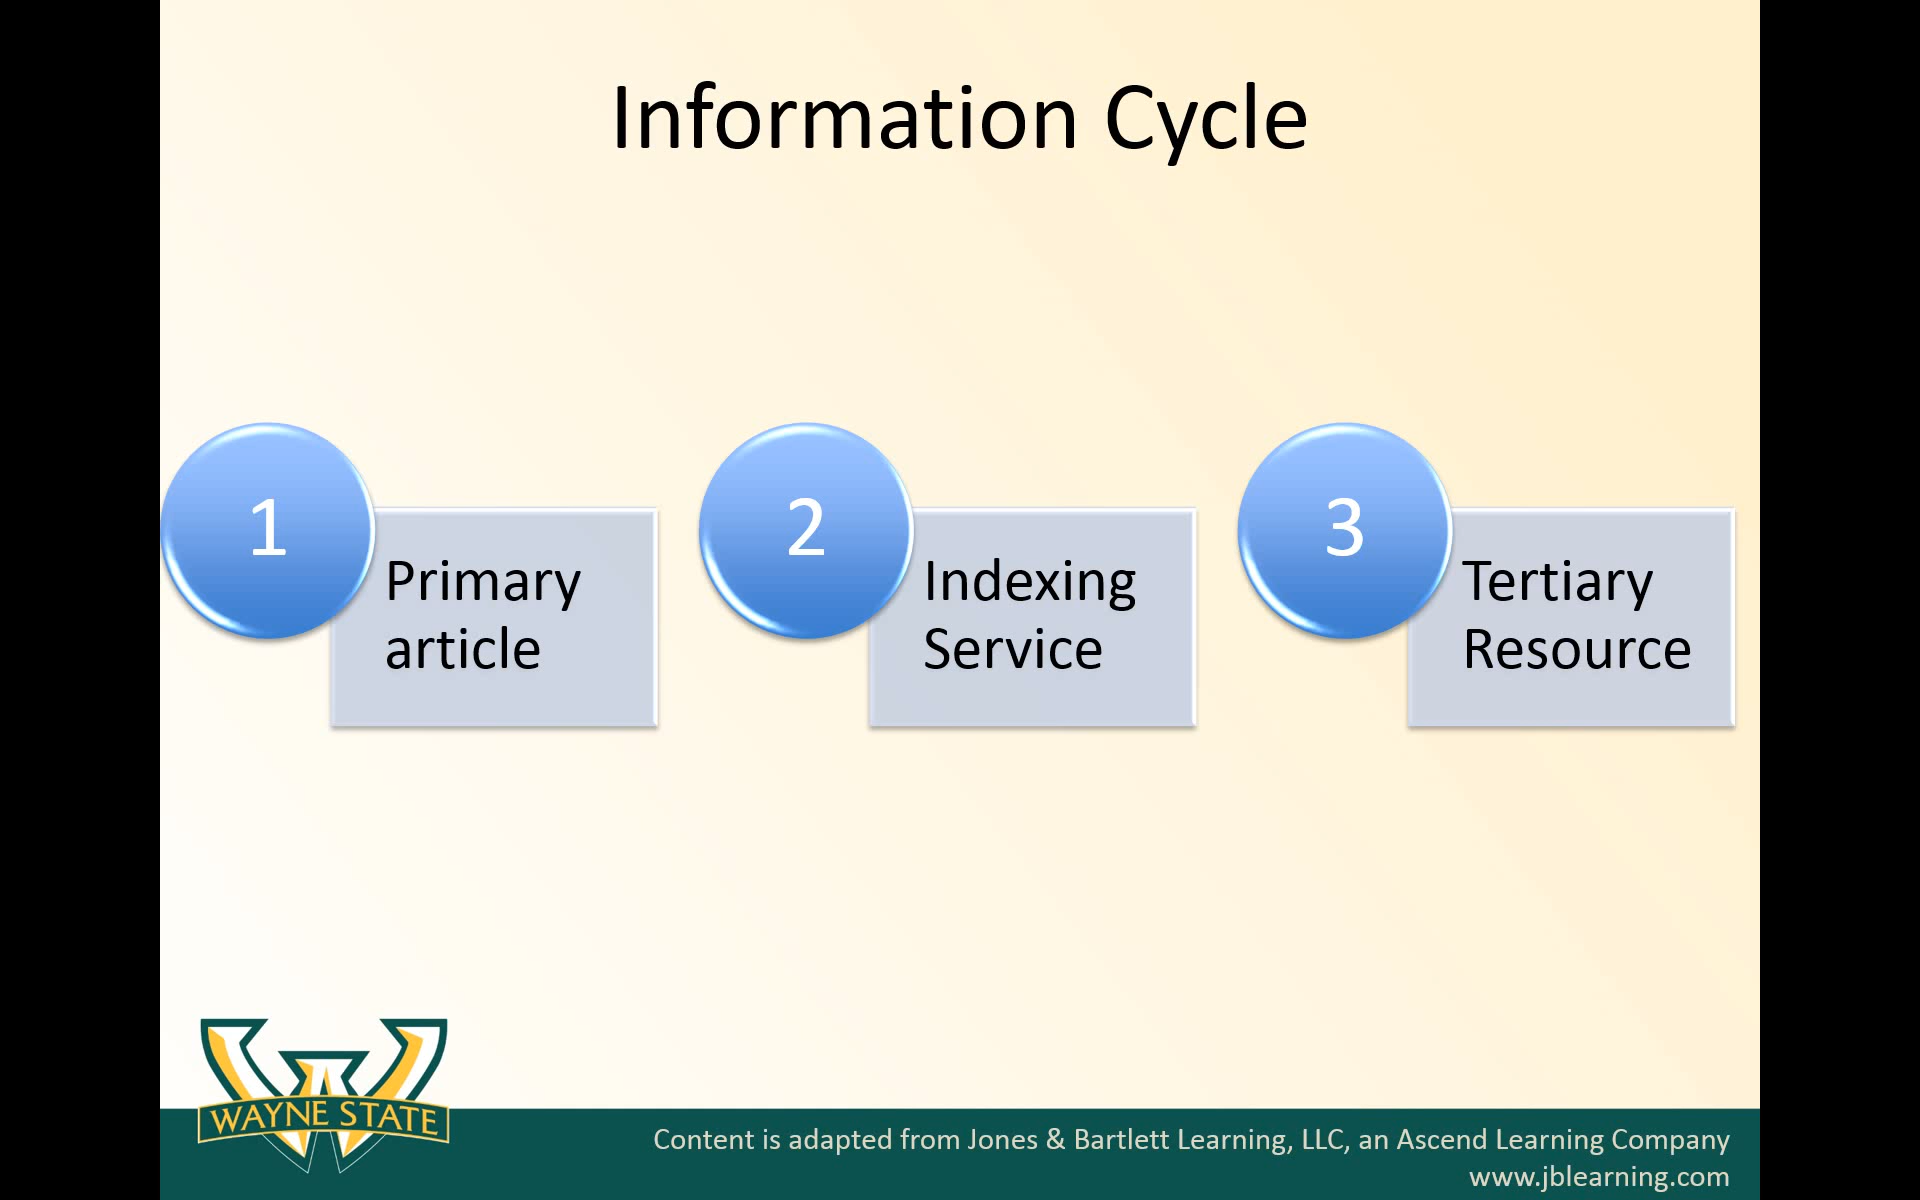 Information Cycle
1
Primary
article
2
Indexing
Service
3
Tertiary
Resource
WAYNE STATE
Content is adapted from Jones & Bartlett Learning, LLC, an Ascend Learning Company
www.jblearning.com